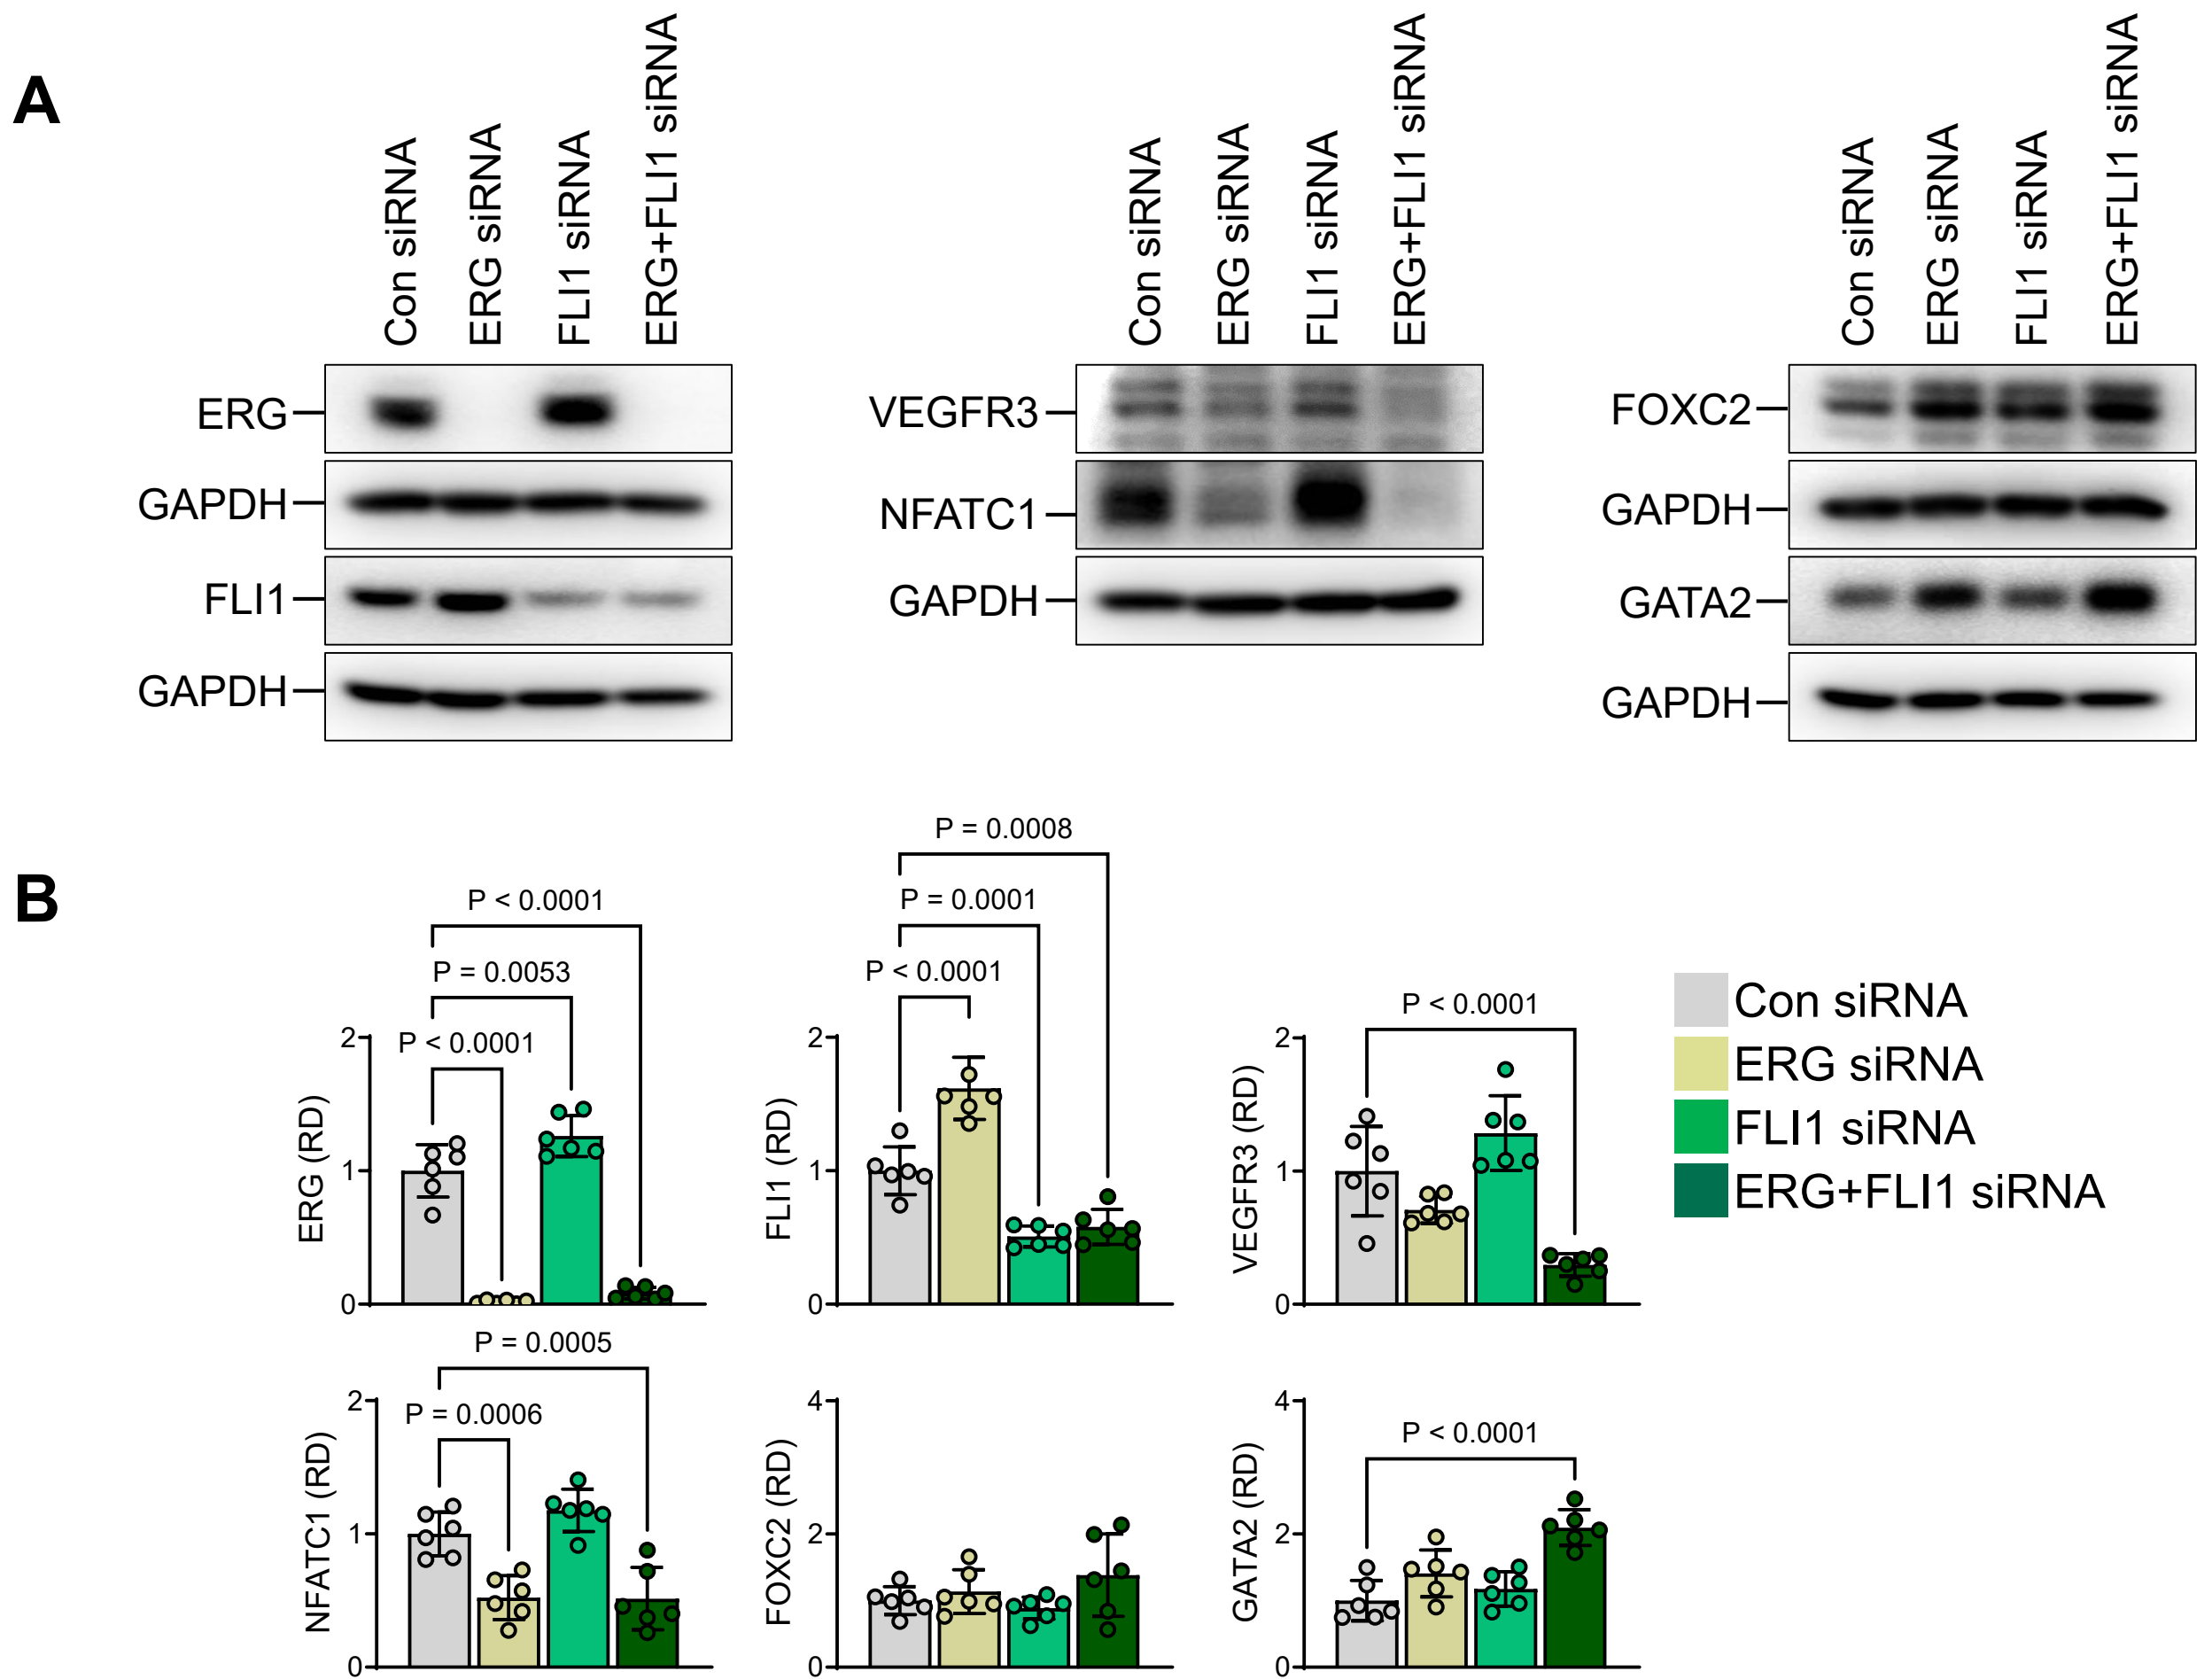 A
Con siRNA
ERG siRNA
FLI1 siRNA
ERG+FLI1 siRNA
ERG
GAPDH
FLI1
GAPDH
Con siRNA
ERG siRNA
FLI1 siRNA
ERG+FLI1 siRNA
VEGFR3
NFATC1
GAPDH
Con siRNA
ERG siRNA
FLI1 siRNA
ERG+FLI1 siRNA
FOXC2
GAPDH
GATA2
GAPDH
B
P < 0.0001
P = 0.0053
P < 0.0001
2
1
0
ERG (RD)
P = 0.0008
P = 0.0001
P < 0.0001
2
1
0
FLI1 (RD)
P < 0.0001
2
1
0
VEGFR3 (RD)
Con siRNA
ERG siRNA
FLI1 siRNA
ERG+FLI1 siRNA
P = 0.0005
P = 0.0006
2
1
0
NFATC1 (RD)
4
2
0
FOXC2 (RD)
P < 0.0001
4
2
0
GATA2 (RD)